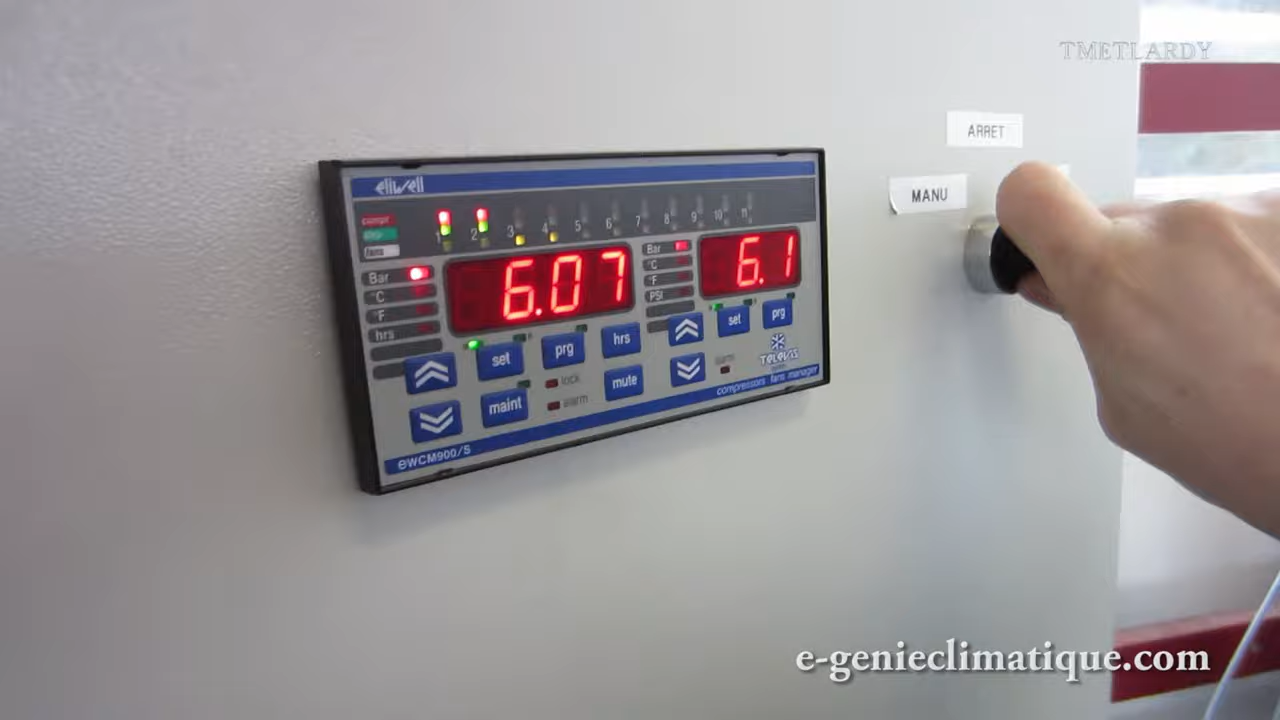 TMETLARDY
ARRET
MANU
eliwell
compr
step
fans
1 2 3 4 5 6 7 8 9 10 11
Bar
°C
°F
hrs
6.07
Bar
°C
°F
PSI
6.1
set
prg
hrs
set
prg
maint
lock
alarm
mute
alarm
TELEVIS
compressors fans manager
eWCM900/S
e-genieclimatique.com